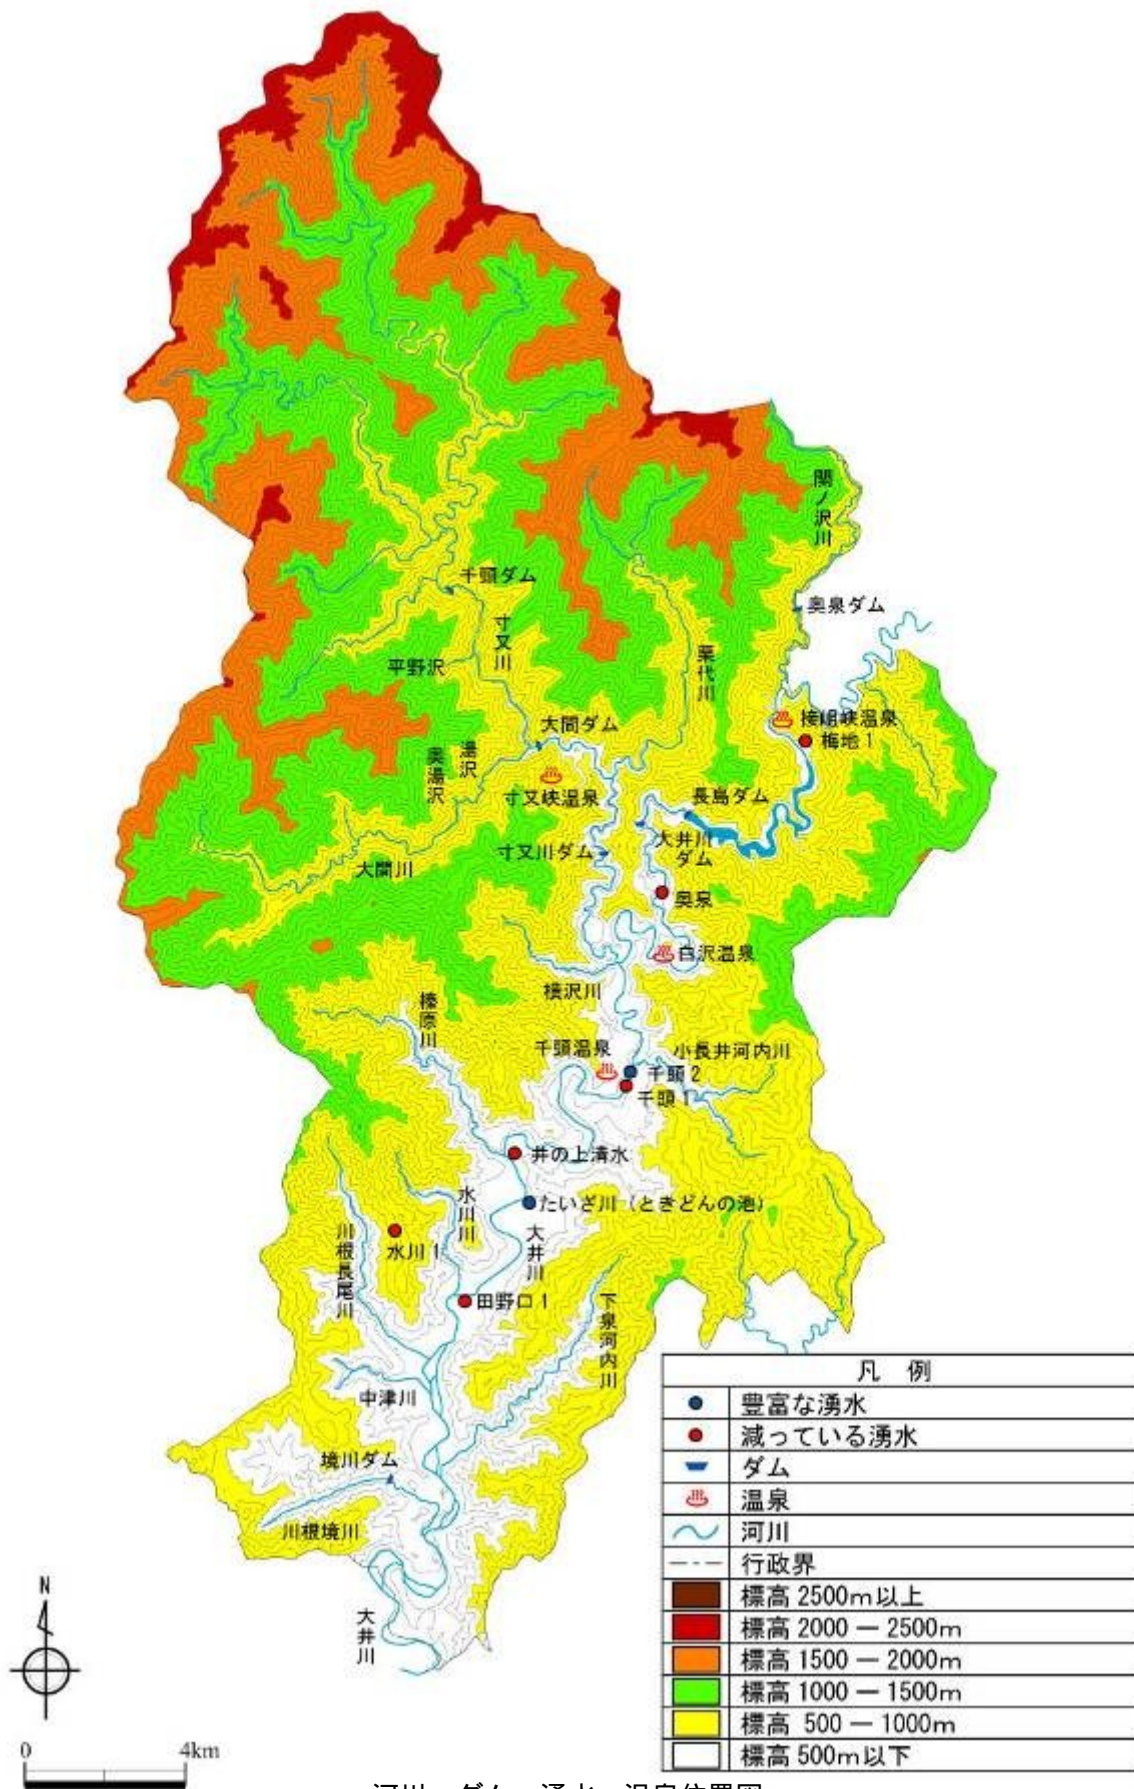 関ノ沢川
千頭ダム
奥泉ダム
寸又川
平野沢
栗代川
接岨峡温泉
梅地1
大間ダム
湯沢
奥湯沢
寸又峡温泉
長島ダム
大井川
ダム
寸又川ダム
大間川
奥泉
白沢温泉
横沢川
榛原川
千頭温泉
小長井河内川
千頭2
千頭1
井の上清水
たいざ川(ときどんの池)
水川川
大井川
川根長尾川
水川1
田野口1
下泉河内川
中津川
境川ダム
川根境川
大井川
N
0 4km
凡 例
豊富な湧水
減っている湧水
ダム
温泉
河川
行政界
標高 2500m以上
標高 2000 — 2500m
標高 1500 — 2000m
標高 1000 — 1500m
標高 500 — 1000m
標高 500m以下